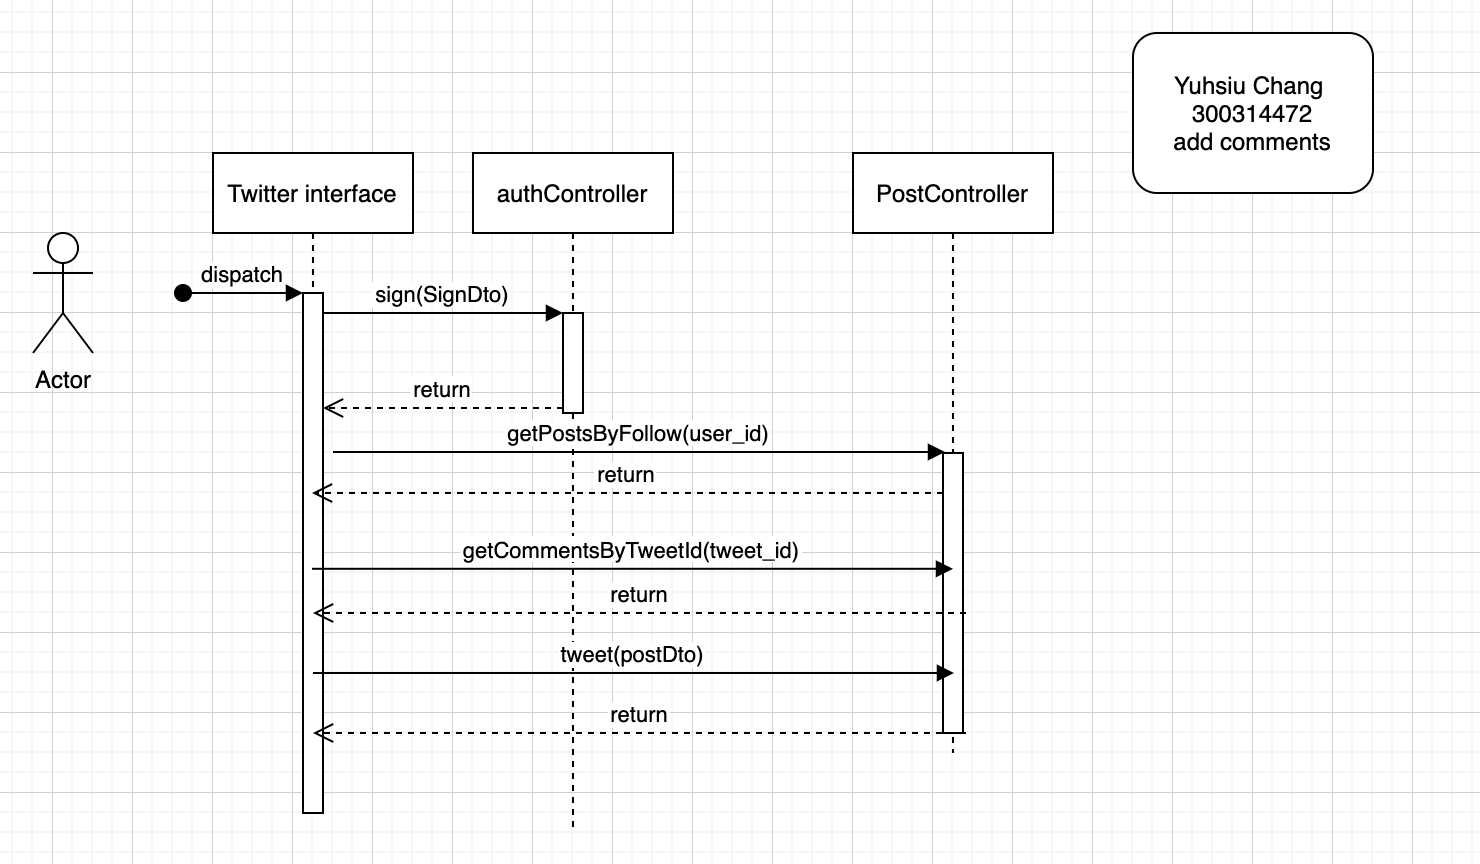 Yuhsiu Chang
300314472
add comments
Twitter interface
authController
PostController
dispatch
sign(SignDto)
Actor
return
getPostsByFollow(user_id)
return
getCommentsByTweetId(tweet_id)
return
tweet(postDto)
return